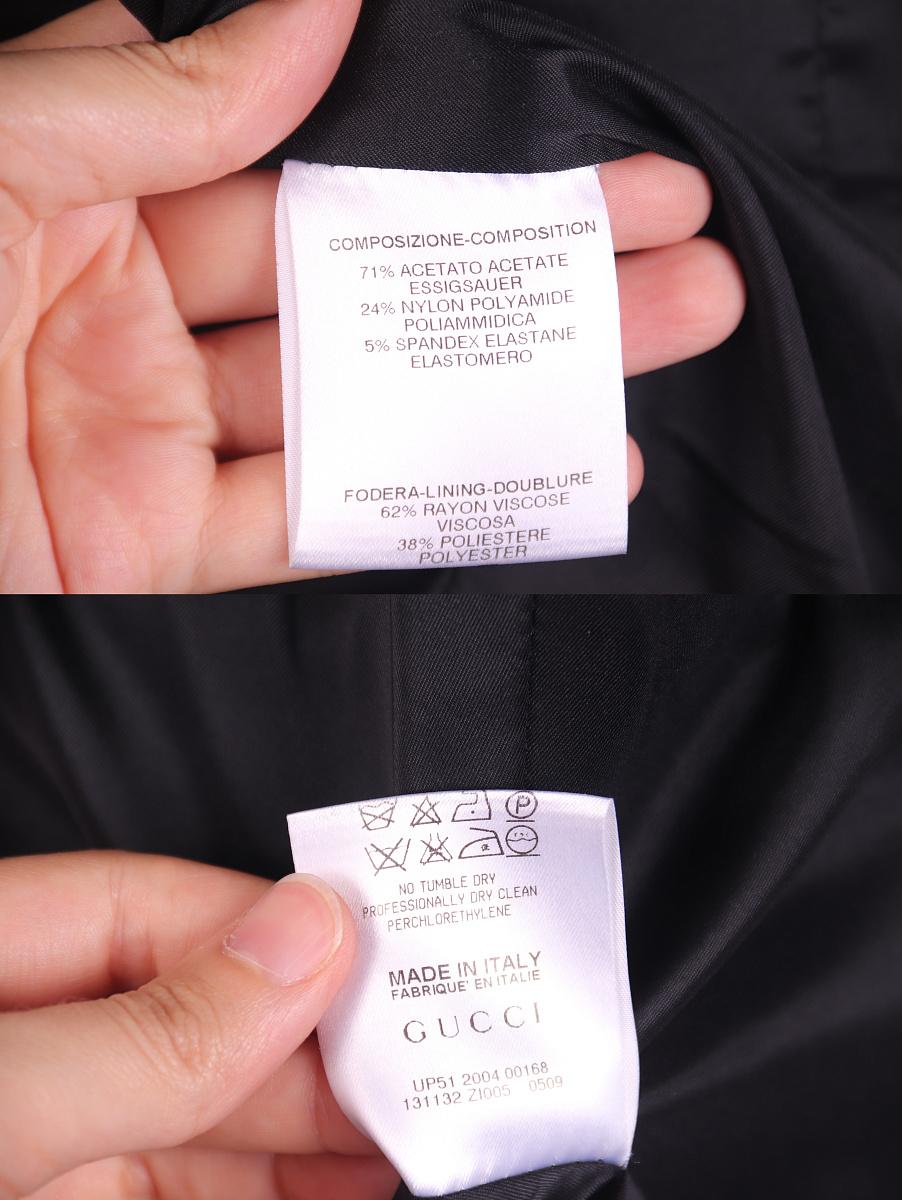 COMPOSIZIONE-COMPOSITION
71% ACETATO ACETATE
ESSIGSAUER
24% NYLON POLYAMIDE
POLIAMMIDICA
5% SPANDEX ELASTANE
ELASTOMERO
FODERA-LINING-DOUBLURE
62% RAYON VISCOSE
VISCOSA
38% POLIESTERE
POLYESTER
P
NO TUMBLE DRY
PROFESSIONALLY DRY CLEAN
PERCHLORETHYLENE
MADE IN ITALY
FABRIQUE' EN ITALIE
GUCCI
UP51 2004 00168
131132 ZI005 0509